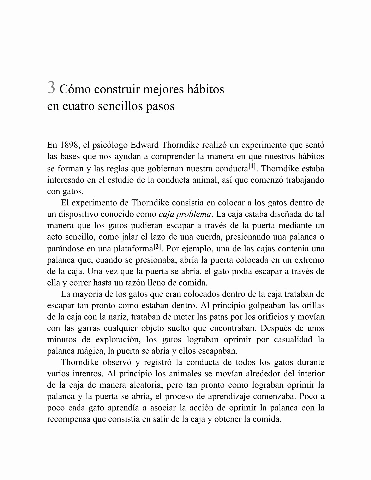 3 Cómo construir mejores hábitos
en cuatro sencillos pasos
En 1898, el psicólogo Edward Thorndike realizó un experimento que sentó
las bases que nos ayudan a comprender la manera en que nuestros hábitos
se forman y las reglas que gobiernan nuestra conducta[1]. Thorndike estaba
interesado en el estudio de la conducta animal, así que comenzó trabajando
con gatos.
El experimento de Thorndike consistía en colocar a los gatos dentro de
un dispositivo conocido como caja problema. La caja estaba diseñada de tal
manera que los gatos pudieran escapar a través de la puerta mediante un
acto sencillo, como jalar el lazo de una cuerda, presionando una palanca o
parándose en una plataforma[2]. Por ejemplo, una de las cajas contenía una
palanca que, cuando se presionaba, abría la puerta colocada en un extremo
de la caja. Una vez que la puerta se abría, el gato podía escapar a través de
ella y correr hasta un tazón lleno de comida.
La mayoría de los gatos que eran colocados dentro de la caja trataban de
escapar tan pronto como estaban dentro. Al principio golpeaban las orillas
de la caja con la nariz, trataban de meter las patas por los orificios y movían
con las garras cualquier objeto suelto que encontraban. Después de unos
minutos de exploración, los gatos lograban oprimir por casualidad la
palanca mágica, la puerta se abría y ellos escapaban.
Thorndike observó y registró la conducta de todos los gatos durante
varios intentos. Al principio los animales se movían alrededor del interior
de la caja de manera aleatoria, pero tan pronto como lograban oprimir la
palanca y la puerta se abría, el proceso de aprendizaje comenzaba. Poco a
poco cada gato aprendía a asociar la acción de oprimir la palanca con la
recompensa que consistía en salir de la caja y obtener la comida.